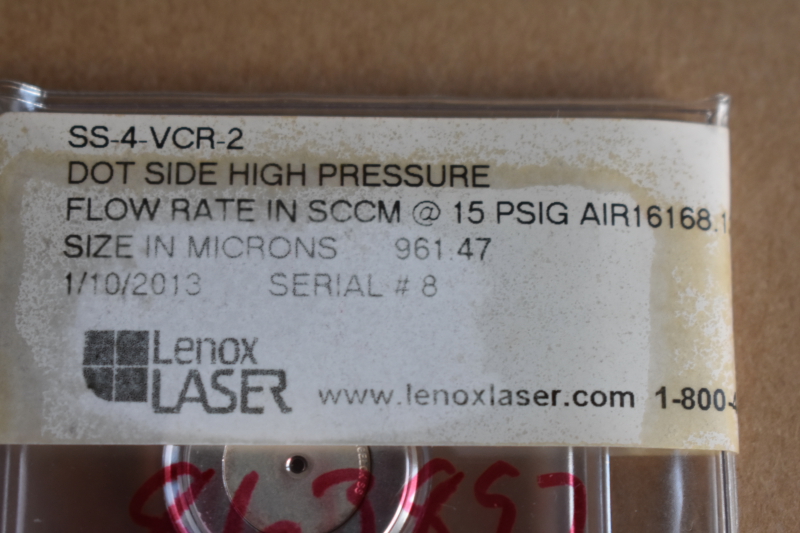 SS-4-VCR-2
DOT SIDE HIGH PRESSURE
FLOW RATE IN SCCM @ 15 PSIG AIR16168.1
SIZE IN MICRONS 961.47
1/10/2013 SERIAL # 8
Lenox
LASER
www.lenoxlaser.com 1-800-